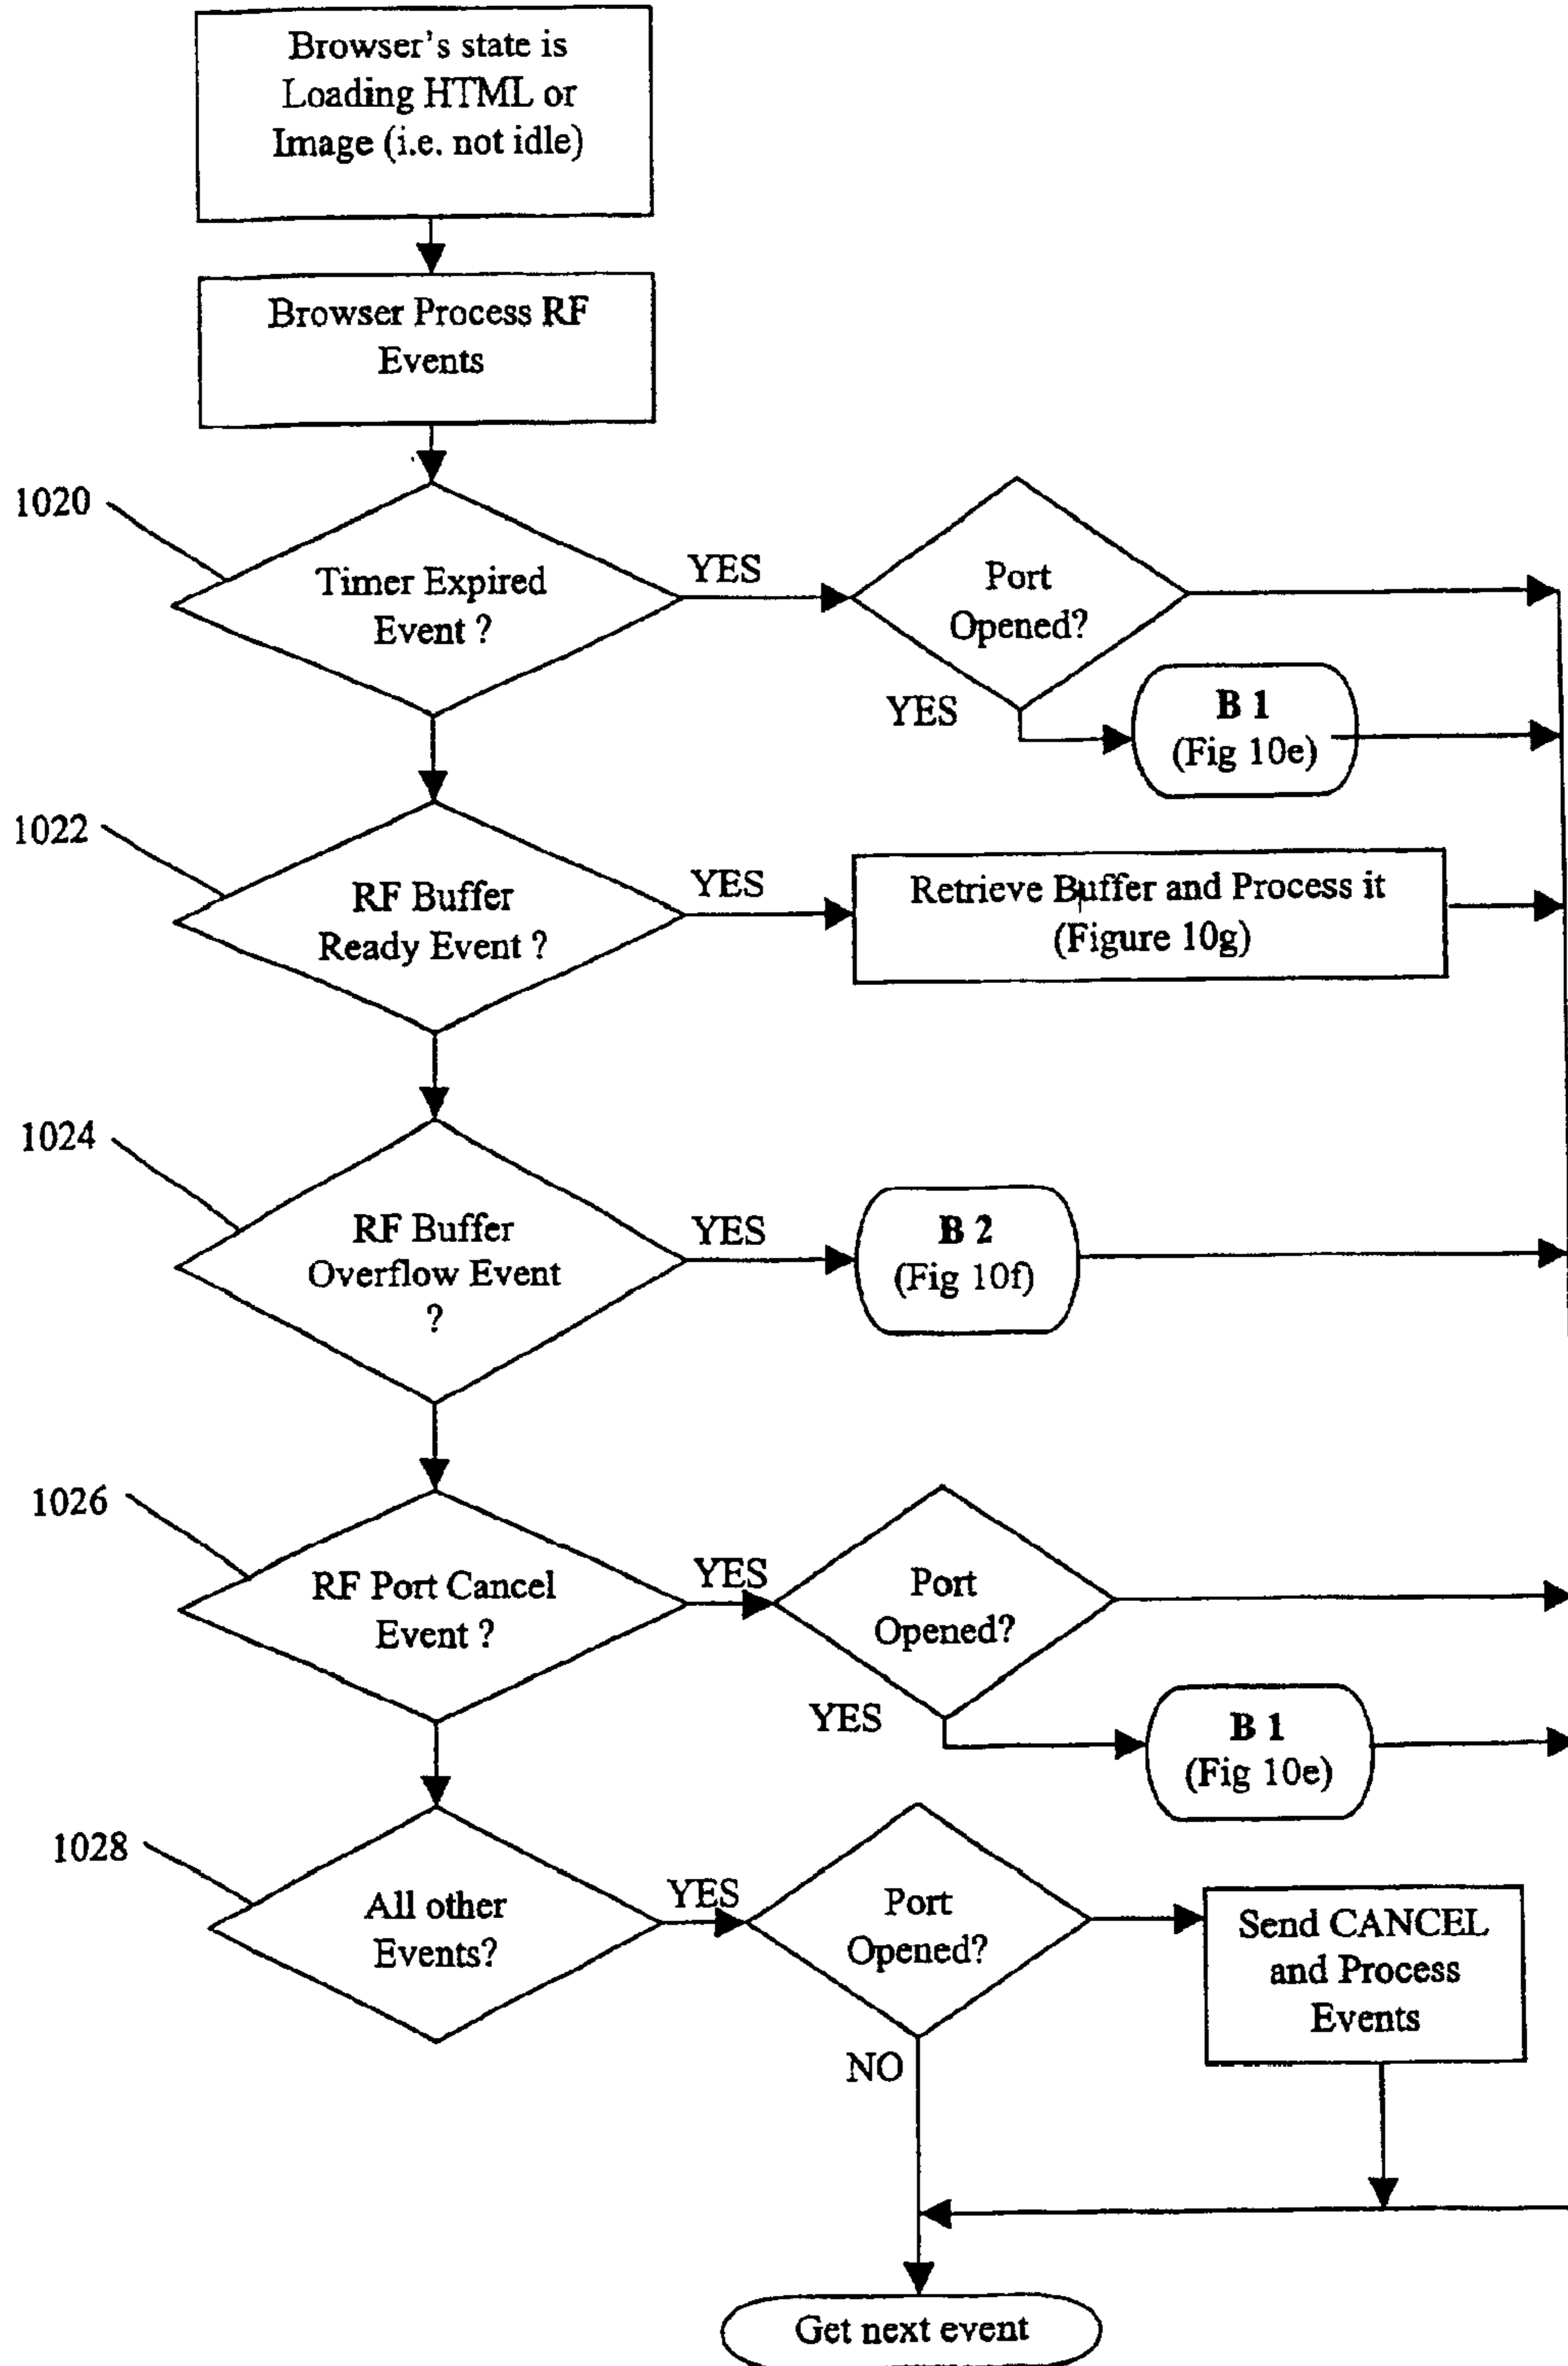 Browser's state is
Loading HTML or
Image (i.e. not idle)
Browser Process RF
Events
1020
Timer Expired
Event ?
YES
Port
Opened?
YES
B 1
(Fig 10e)
1022
RF Buffer
Ready Event ?
YES
Retrieve Buffer and Process it
(Figure 10g)
1024
RF Buffer
Overflow Event
?
YES
B 2
(Fig 10f)
1026
RF Port Cancel
Event ?
YES
Port
Opened?
YES
B 1
(Fig 10e)
1028
All other
Events?
YES
Port
Opened?
Send CANCEL
and Process
Events
NO
Get next event